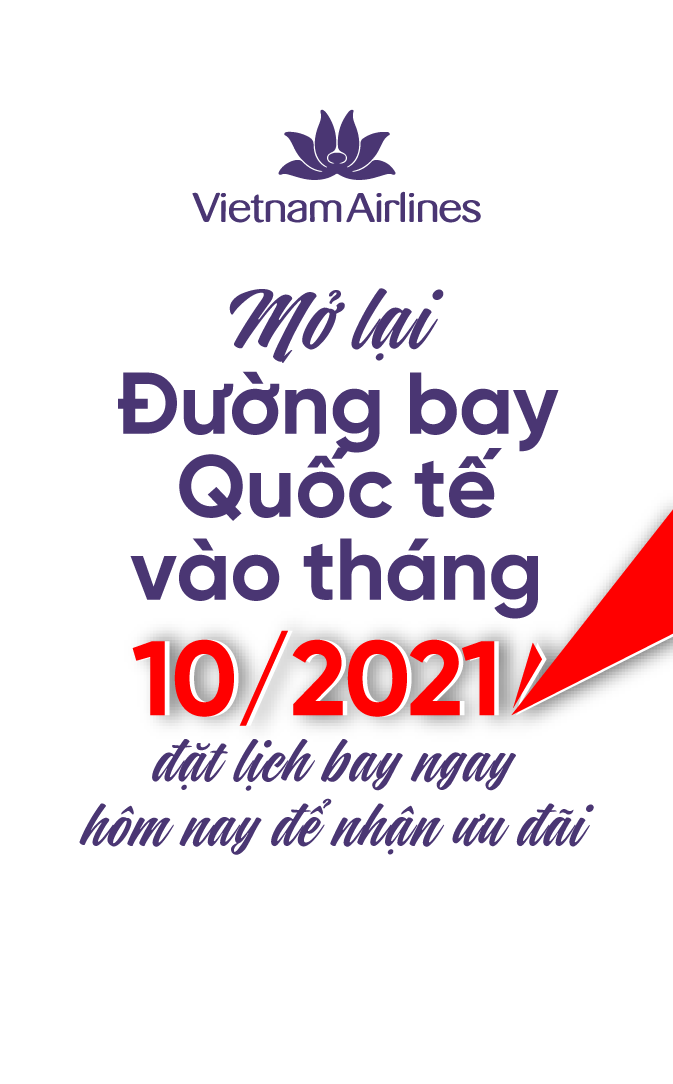 Vietnam Airlines
Mở lại
Đường bay
Quốc tế
vào tháng
10/2021
đặt lịch bay ngay
hôm nay để nhận ưu đãi